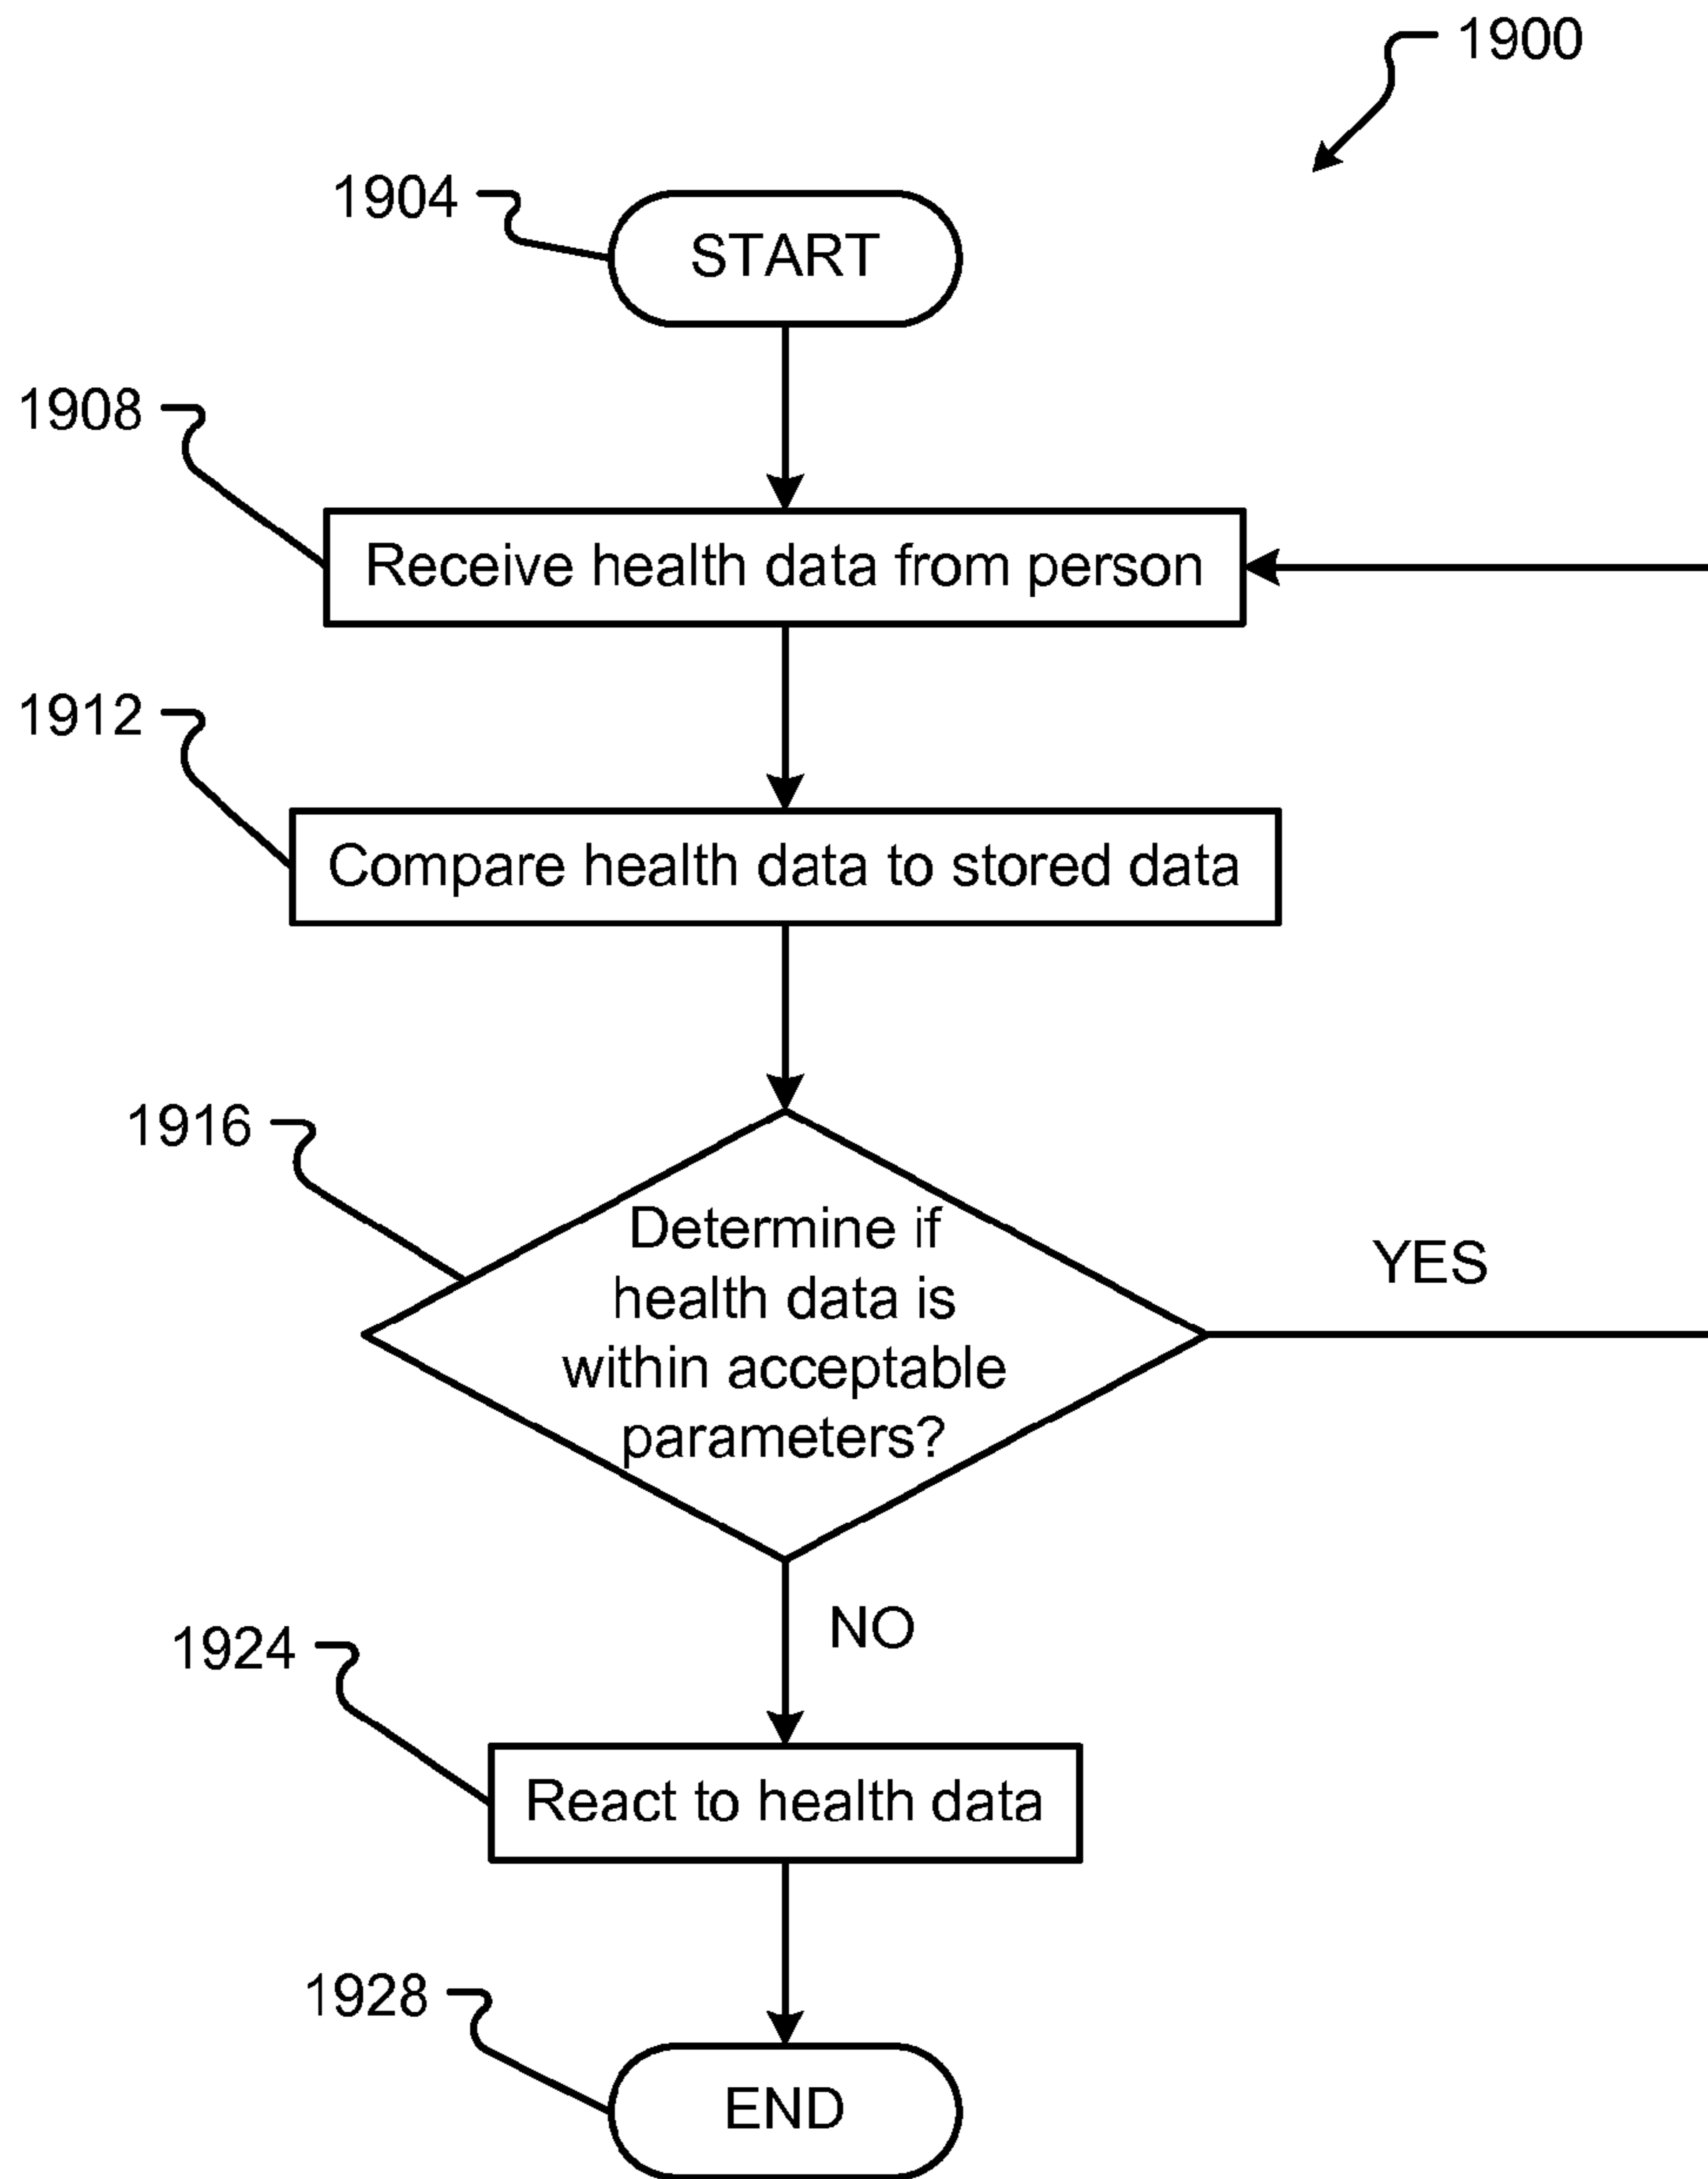 1900
1904
START
1908
Receive health data from person
1912
Compare health data to stored data
1916
Determine if
health data is
within acceptable
parameters?
YES
NO
1924
React to health data
1928
END